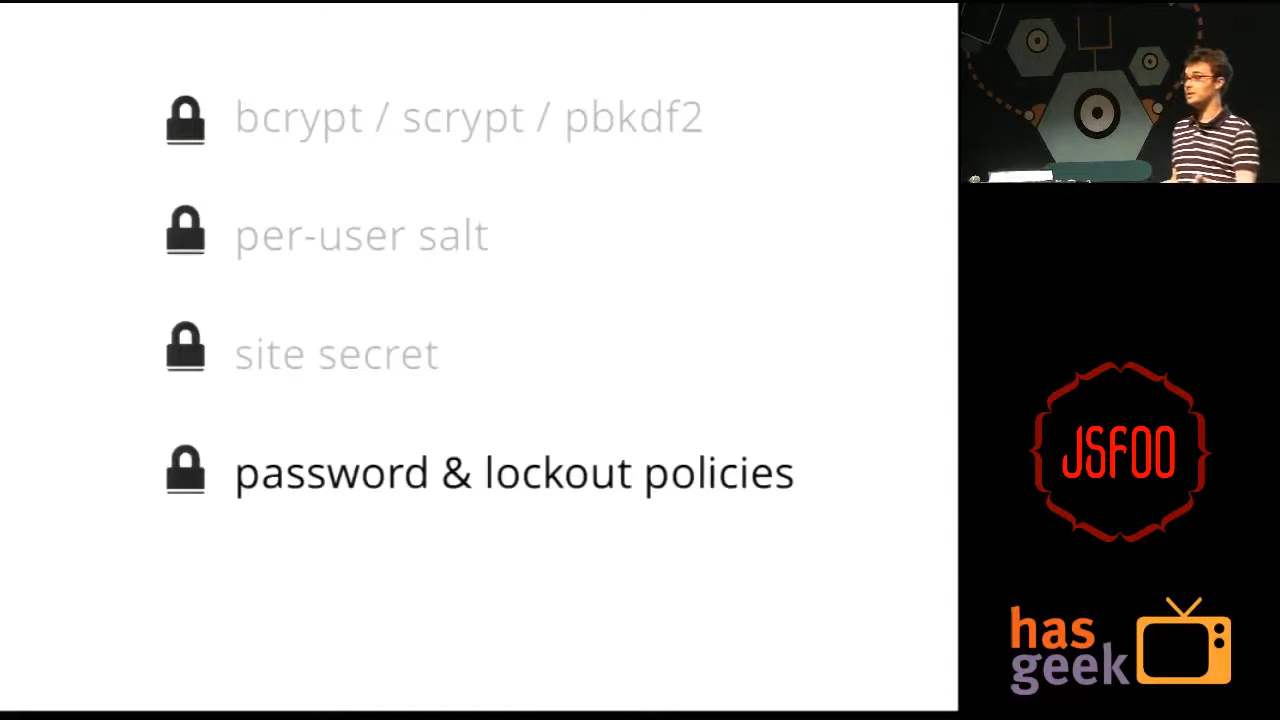 bcrypt / scrypt / pbkdf2
per-user salt
site secret
password & lockout policies
JSFOO
has
geek